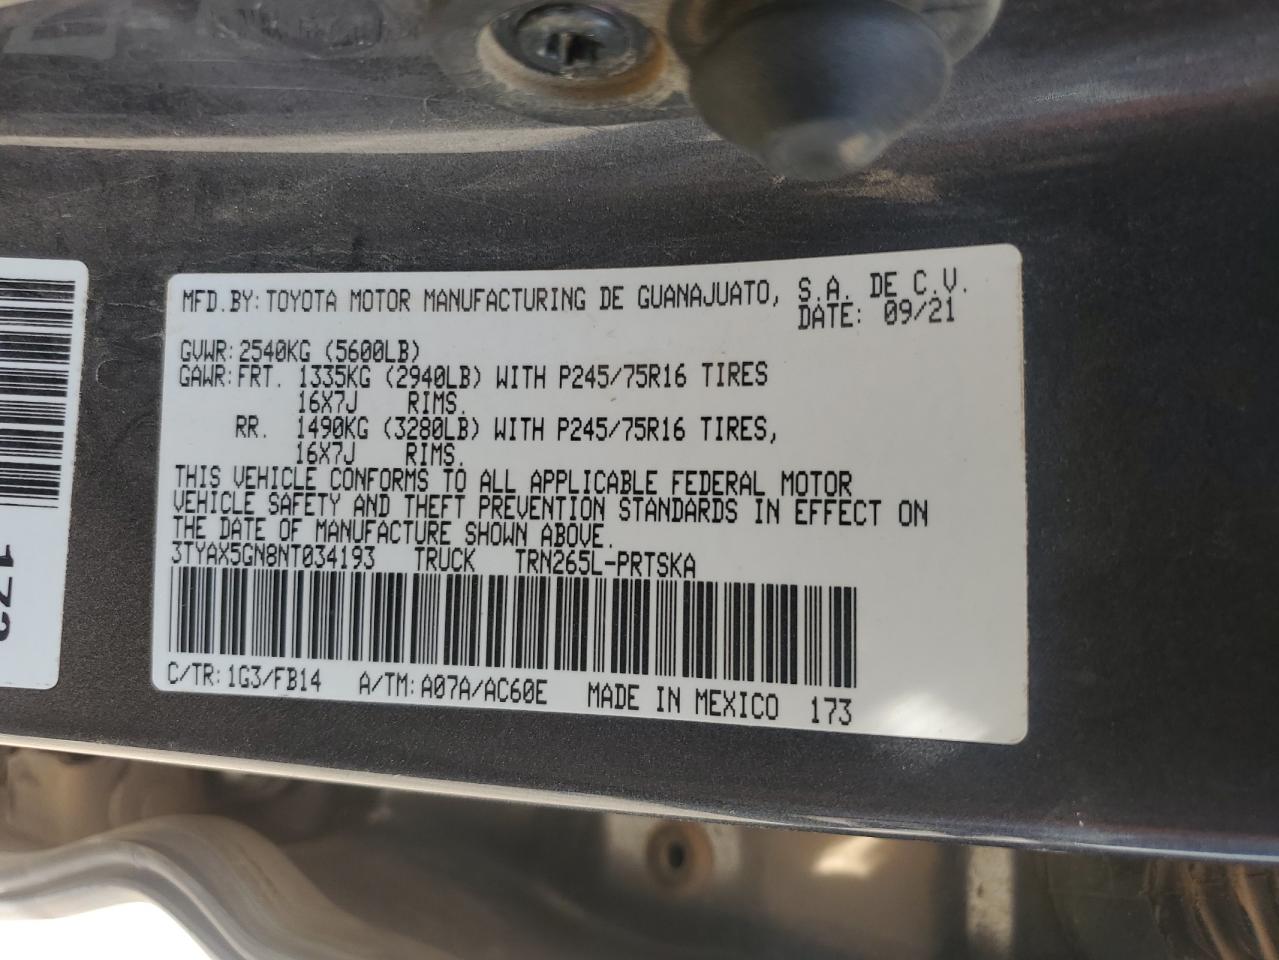 MFD.BY: TOYOTA MOTOR MANUFACTURING DE GUANAJUATO, S.A. DE C.V.
DATE: 09/21
GVWR: 2540KG (5600LB)
GAWR: FRT. 1335KG (2940LB) WITH P245/75R16 TIRES
16X7J RIMS.
RR. 1490KG (3280LB) WITH P245/75R16 TIRES,
16X7J RIMS.
THIS VEHICLE CONFORMS TO ALL APPLICABLE FEDERAL MOTOR
VEHICLE SAFETY AND THEFT PREVENTION STANDARDS IN EFFECT ON
THE DATE OF MANUFACTURE SHOWN ABOVE.
3TYAX5GN8NT034193 TRUCK TRN265L-PRTSKA
C/TR: 1G3/FB14 A/TM: A07A/AC60E MADE IN MEXICO 173